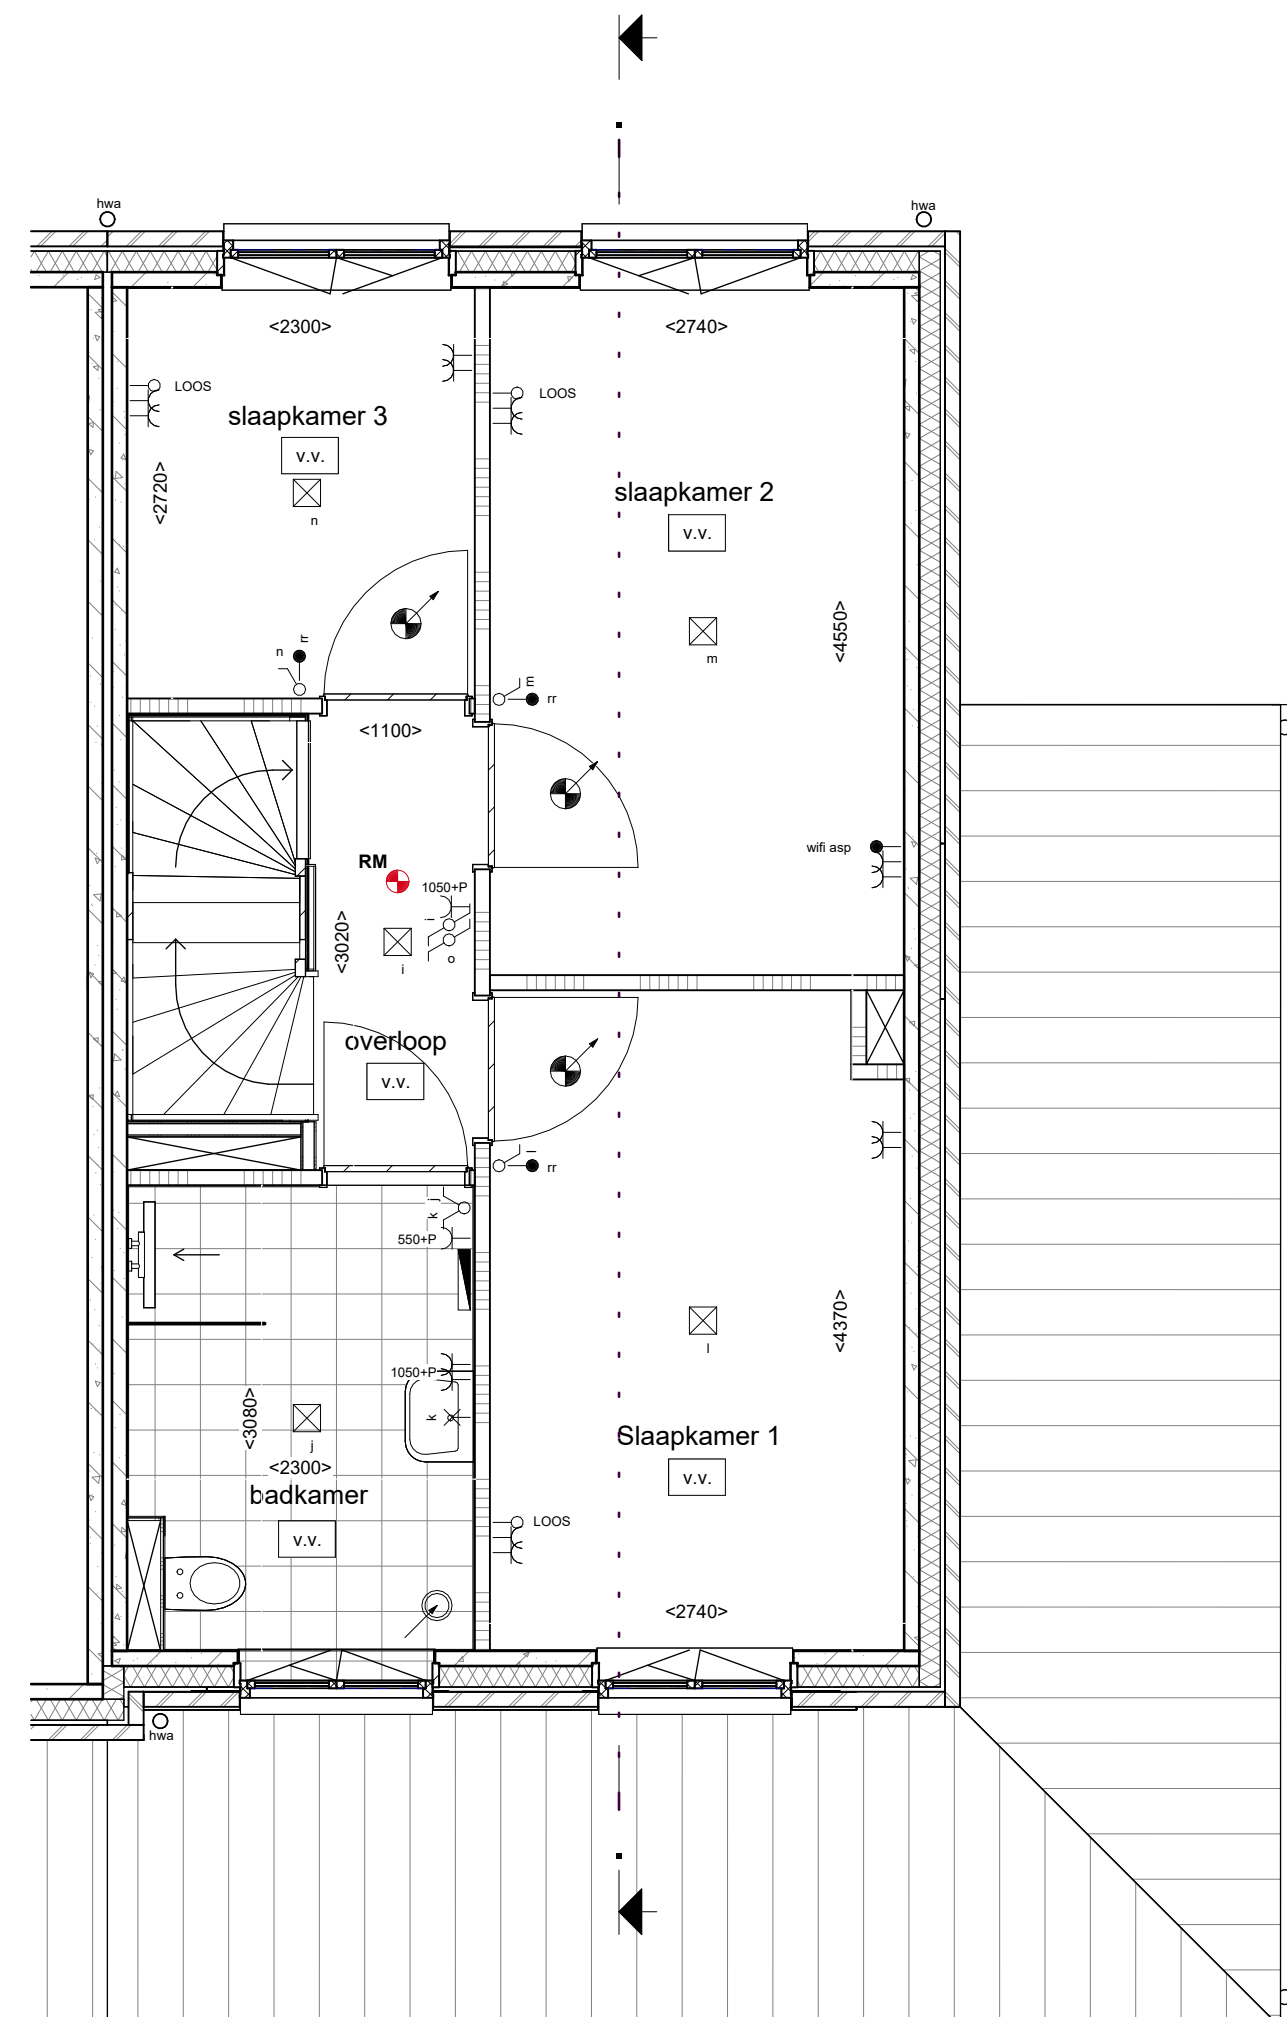 hwa
hwa
<2300>
<2740>
LOOS
LOOS
slaapkamer 3
v.v.
<2720>
n
slaapkamer 2
v.v.
<4550>
m
n
rr
m
rr
<1100>
RM
1050+P
i
o
<3020>
i
wifi asp
overloop
v.v.
l
rr
j
k
550+P
1050+P
k
<3080>
j
<2300>
badkamer
v.v.
l
<4370>
Slaapkamer 1
v.v.
LOOS
<2740>
hwa